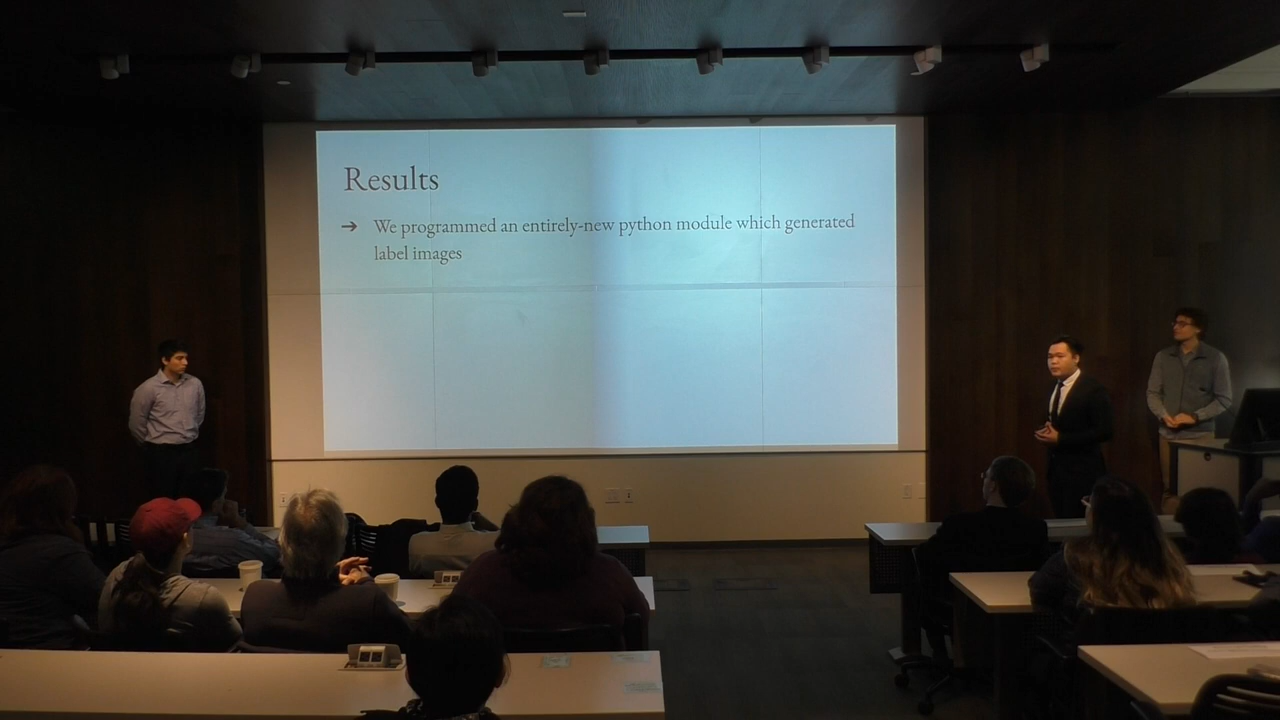 Results
➔ We programmed an entirely-new python module which generated
label images